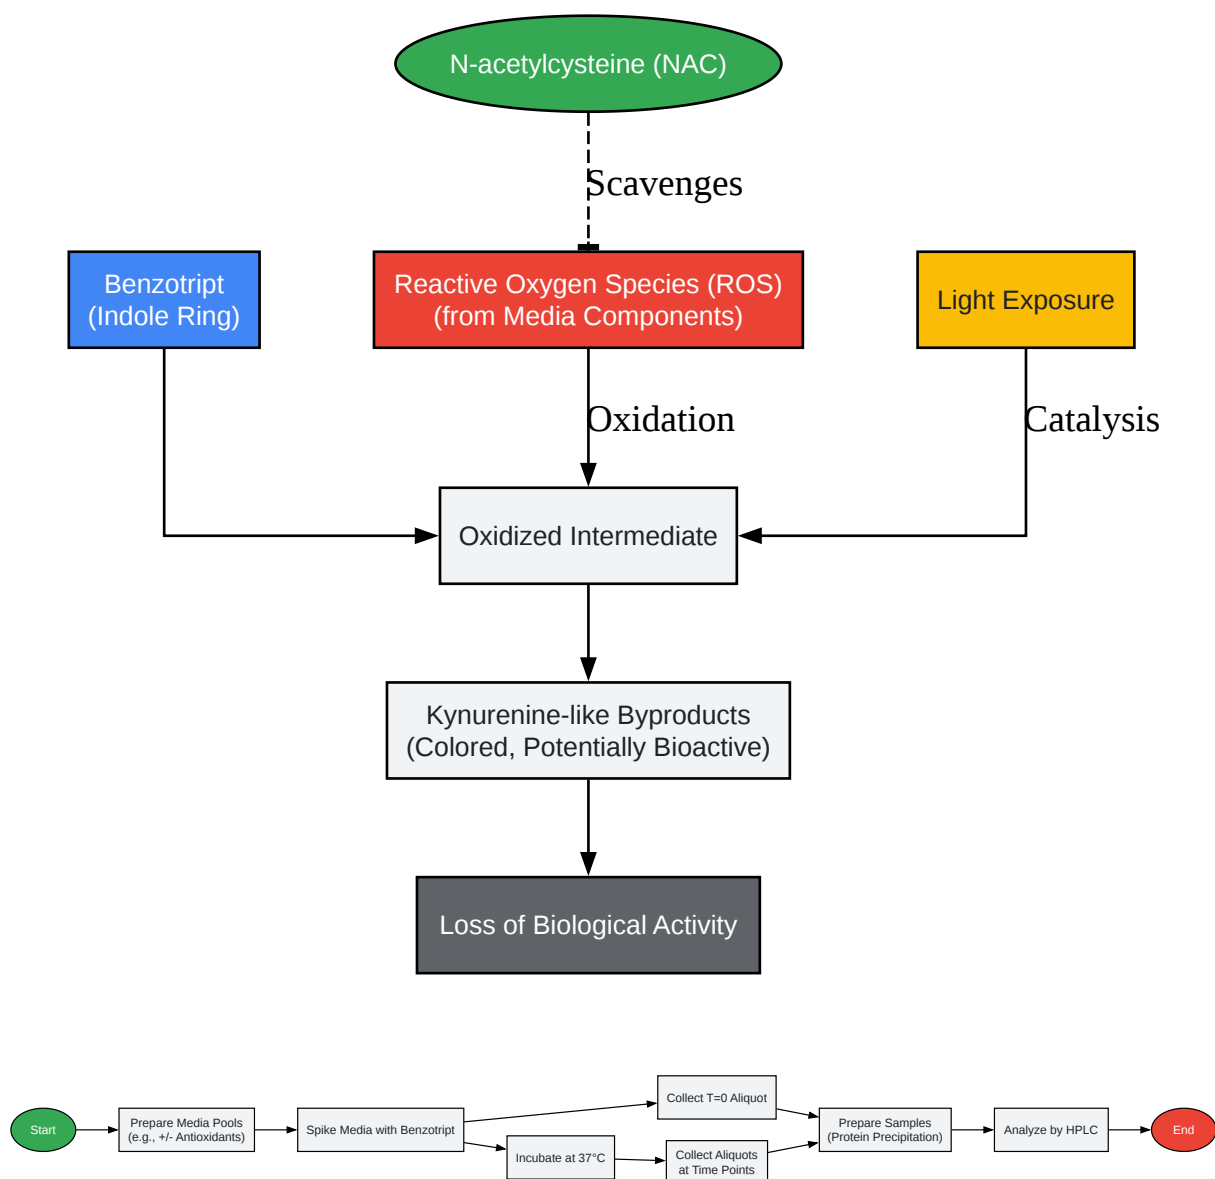 N-acetylcysteine (NAC)
Scavenges
Benzotript
(Indole Ring)
Reactive Oxygen Species (ROS)
(from Media Components)
Light Exposure
Oxidation
Catalysis
Oxidized Intermediate
Kynurenine-like Byproducts
(Colored, Potentially Bioactive)
Loss of Biological Activity
Start
Prepare Media Pools
(e.g., +/- Antioxidants)
Spike Media with Benzotript
Collect T=0 Aliquot
Incubate at 37°C
Collect Aliquots
at Time Points
Prepare Samples
(Protein Precipitation)
Analyze by HPLC
End